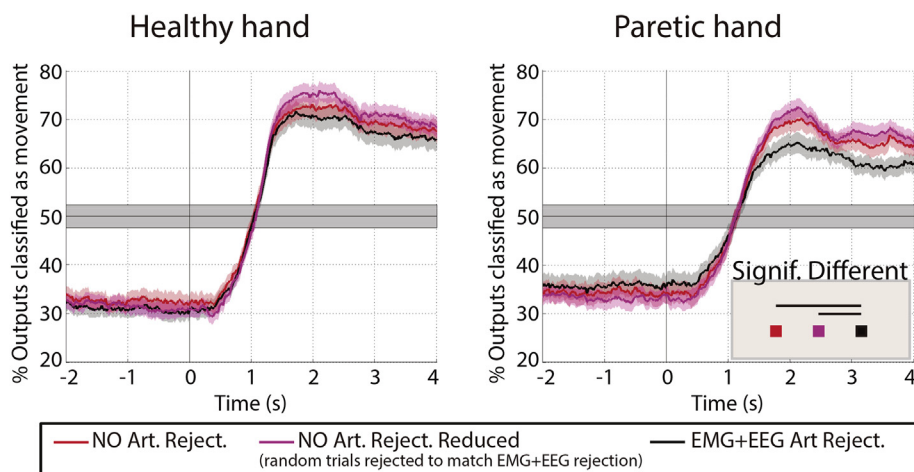 Healthy hand
Paretic hand
% Outputs classified as movement
80
70
60
50
40
30
20
-2
-1
0
1
2
3
4
Time (s)
% Outputs classified as movement
80
70
60
50
40
30
20
-2
-1
0
1
2
3
4
Time (s)
Signif. Different
NO Art. Reject.
NO Art. Reject. Reduced
(random trials rejected to match EMG+EEG rejection)
EMG+EEG Art Reject.